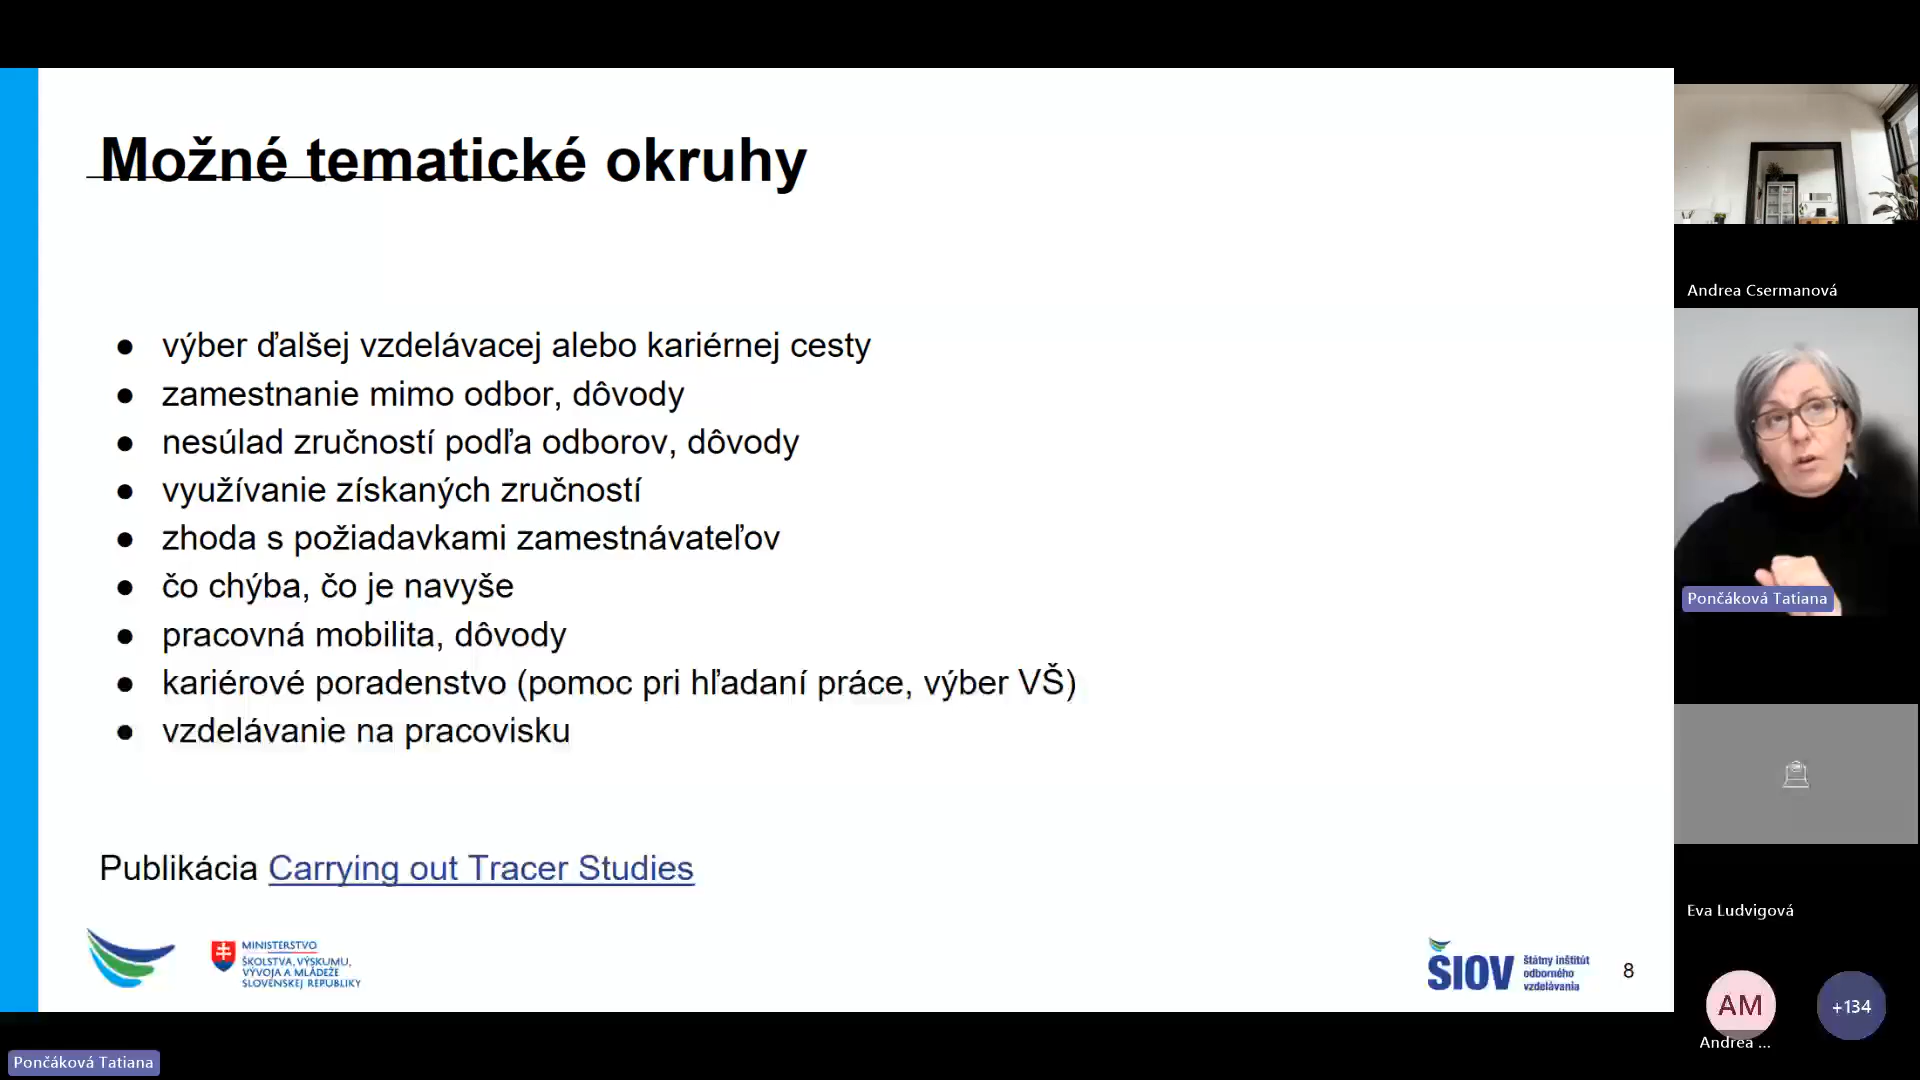 Možné tematické okruhy
● výber ďalšej vzdelávacej alebo kariérnej cesty
● zamestnanie mimo odbor, dôvody
● nesúlad zručností podľa odborov, dôvody
● využívanie získaných zručností
● zhoda s požiadavkami zamestnávateľov
● čo chýba, čo je navyše
● pracovná mobilita, dôvody
● kariérové poradenstvo (pomoc pri hľadaní práce, výber VŠ)
● vzdelávanie na pracovisku
Publikácia Carrying out Tracer Studies
MINISTERSTVO
ŠKOLSTVA, VÝSKUMU,
VÝVOJA A MLÁDEŽE
SLOVENSKEJ REPUBLIKY
ŠIOV
štátny inštitút
odborného
vzdelávania
8
Andrea Csermanová
Pončáková Tatiana
Eva Ludvigová
AM
+134
Andrea ...
Pončáková Tatiana